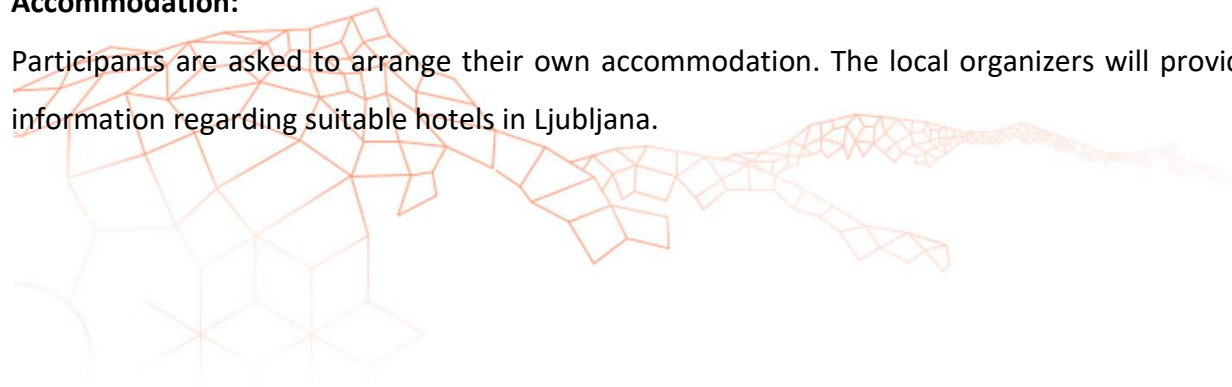 Accommodation:
Participants are asked to arrange their own accommodation. The local organizers will provid
information regarding suitable hotels in Ljubljana.